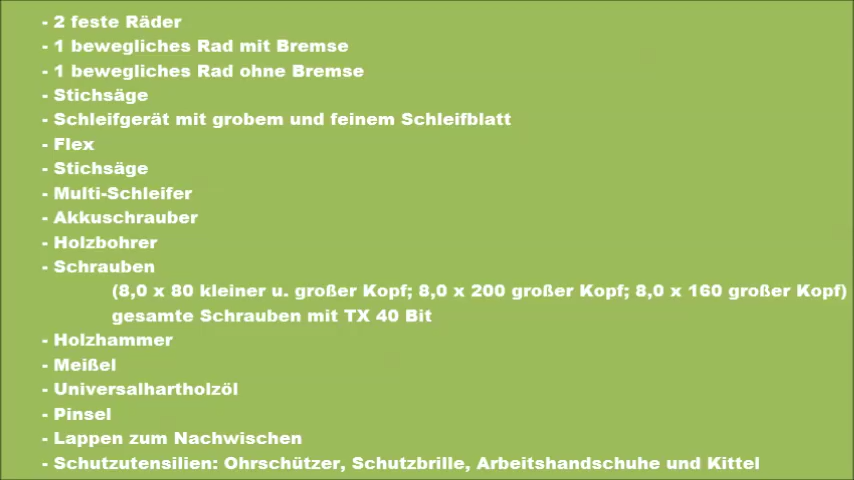 - 2 feste Räder
- 1 bewegliches Rad mit Bremse
- 1 bewegliches Rad ohne Bremse
- Stichsäge
- Schleifgerät mit grobem und feinem Schleifblatt
- Flex
- Stichsäge
- Multi-Schleifer
- Akkuschrauber
- Holzbohrer
- Schrauben
(8,0 x 80 kleiner u. großer Kopf; 8,0 x 200 großer Kopf; 8,0 x 160 großer Kopf)
gesamte Schrauben mit TX 40 Bit
- Holzhammer
- Meißel
- Universalhartholzöl
- Pinsel
- Lappen zum Nachwischen
- Schutzutensilien: Ohrschützer, Schutzbrille, Arbeitshandschuhe und Kittel